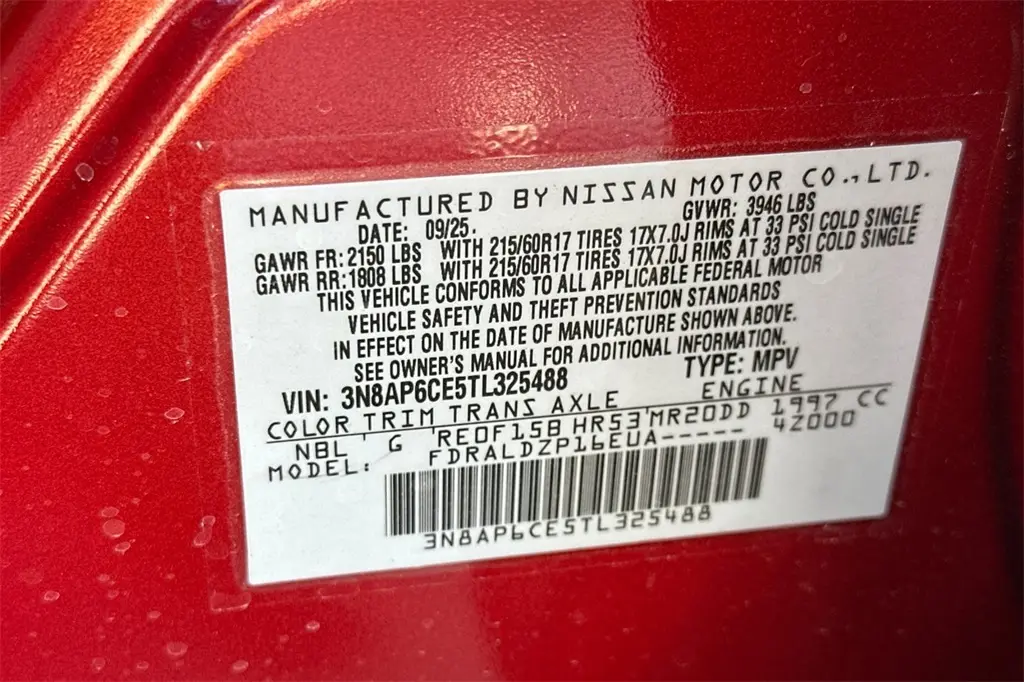 MANUFACTURED BY NISSAN MOTOR CO., LTD.
DATE: 09/25. GVWR: 3946 LBS
GAWR FR: 2150 LBS WITH 215/60R17 TIRES 17X7.0J RIMS AT 33 PSI COLD SINGLE
GAWR RR: 1808 LBS WITH 215/60R17 TIRES 17X7.0J RIMS AT 33 PSI COLD SINGLE
THIS VEHICLE CONFORMS TO ALL APPLICABLE FEDERAL MOTOR
VEHICLE SAFETY AND THEFT PREVENTION STANDARDS
IN EFFECT ON THE DATE OF MANUFACTURE SHOWN ABOVE.
SEE OWNER'S MANUAL FOR ADDITIONAL INFORMATION.
VIN: 3N8AP6CE5TL325488 TYPE: MPV
COLOR TRIM TRANS AXLE ENGINE
NBL G RE0F15B HR53 MR20DD 1997 CC
MODEL: FDRALDZP16EUA----- 4Z000
3N8AP6CE5TL325488